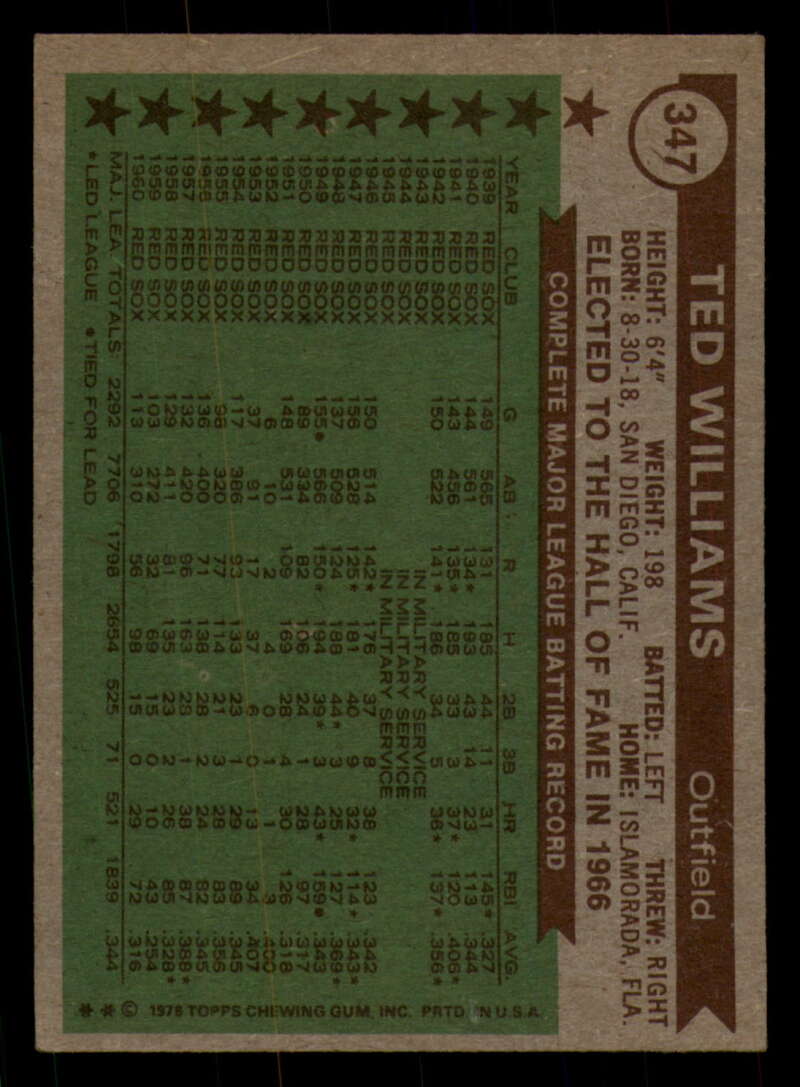 347
TED WILLIAMS Outfield
HEIGHT: 6'4" WEIGHT: 198 BATTED: LEFT THREW: RIGHT
BORN: 8-30-18, SAN DIEGO, CALIF. HOME: ISLAMORADA, FLA.
ELECTED TO THE HALL OF FAME IN 1966
COMPLETE MAJOR LEAGUE BATTING RECORD
YEAR CLUB G AB R H 2B 3B HR RBI AVG.
1939 RED SOX 149 565 131 185 44 11 31 145* .327
1940 RED SOX 144 561 134* 193 43 14 23 113 .344
1941 RED SOX 143 456 135* 185 33 3 37* 120 .406*
1942 RED SOX 150 522 141* 186 34 5 36* 137* .356*
1943 RED SOX IN MILITARY SERVICE
1944 RED SOX IN MILITARY SERVICE
1945 RED SOX IN MILITARY SERVICE
1946 RED SOX 150 514 142* 176 37 8 38 123 .342
1947 RED SOX 156 528 125* 181 40 9 32* 114* .343*
1948 RED SOX 137 509 124 188 44* 3 25 127 .369*
1949 RED SOX 155• 566 150* 194 39* 3 43* 159• .343
1950 RED SOX 89 334 82 106 24 1 28 97 .317
1951 RED SOX 148 531 109 169 28 4 30 126 .318
1952 RED SOX 6 10 2 4 0 1 1 3 .400
1953 RED SOX 37 91 17 37 6 0 13 34 .407
1954 RED SOX 117 386 93 133 23 1 29 89 .345
1955 RED SOX 98 320 77 114 21 3 28 83 .356
1956 RED SOX 136 400 71 138 28 2 24 82 .345
1957 RED SOX 132 420 96 163 28 1 38 87 .388*
1958 RED SOX 129 411 81 135 23 2 26 85 .328*
1959 RED SOX 103 272 32 69 15 0 10 43 .254
1960 RED SOX 113 310 56 98 15 0 29 72 .316
MAJ. LEA. TOTALS 2292 7706 1798 2654 525 71 521 1839 .344
*LED LEAGUE •TIED FOR LEAD
* * © 1976 TOPPS CHEWING GUM, INC. PRTD. IN U.S.A.